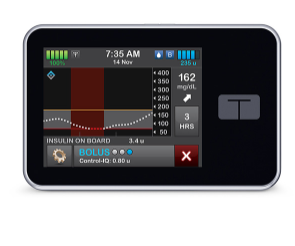 7:35 AM
14 Nov
100%
B
235 u
400
350
300
250
200
150
100
50
162
mg/dL
3
HRS
INSULIN ON BOARD 3.4 u
BOLUS
Control-IQ: 0.80 u
X